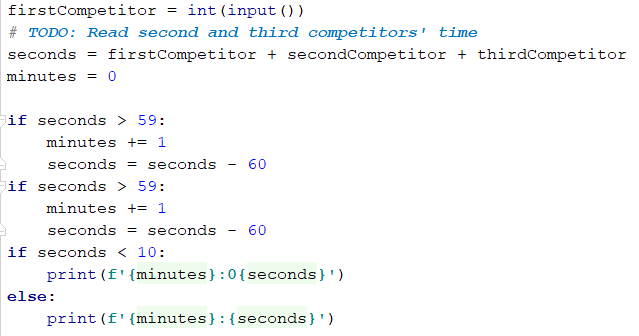 firstCompetitor = int(input())
# TODO: Read second and third competitors' time
seconds = firstCompetitor + secondCompetitor + thirdCompetitor
minutes = 0
if seconds > 59:
    minutes += 1
    seconds = seconds - 60
if seconds > 59:
    minutes += 1
    seconds = seconds - 60
if seconds < 10:
    print(f'{minutes}:0{seconds}')
else:
    print(f'{minutes}:{seconds}')